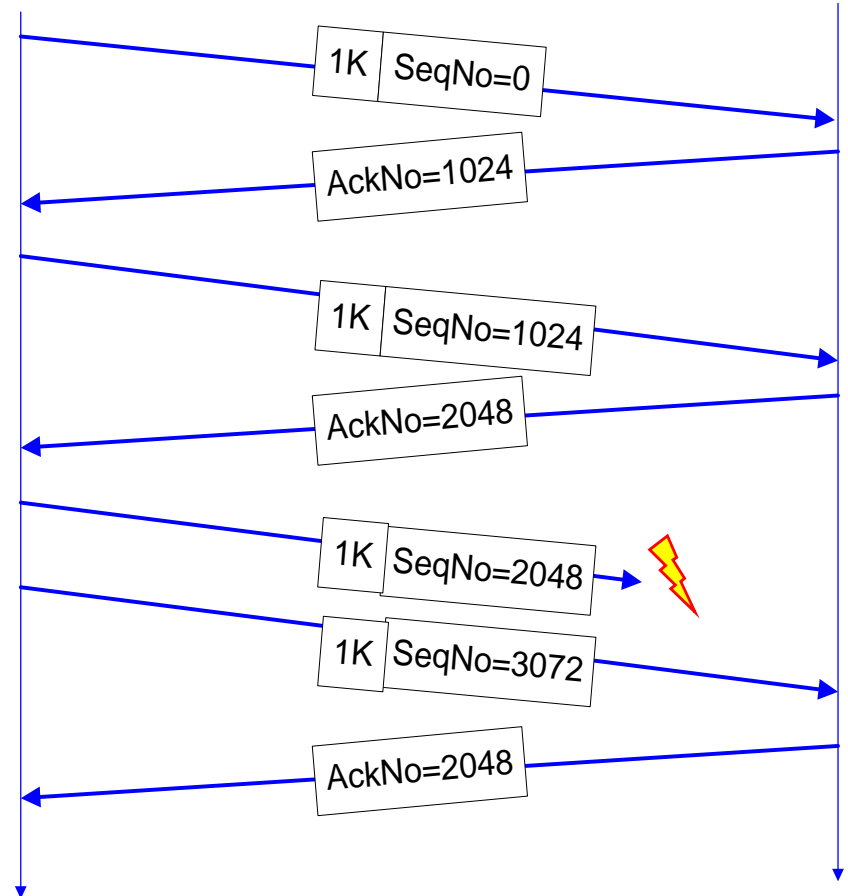 1K SeqNo=0
AckNo=1024
1K SeqNo=1024
AckNo=2048
1K SeqNo=2048
1K SeqNo=3072
AckNo=2048